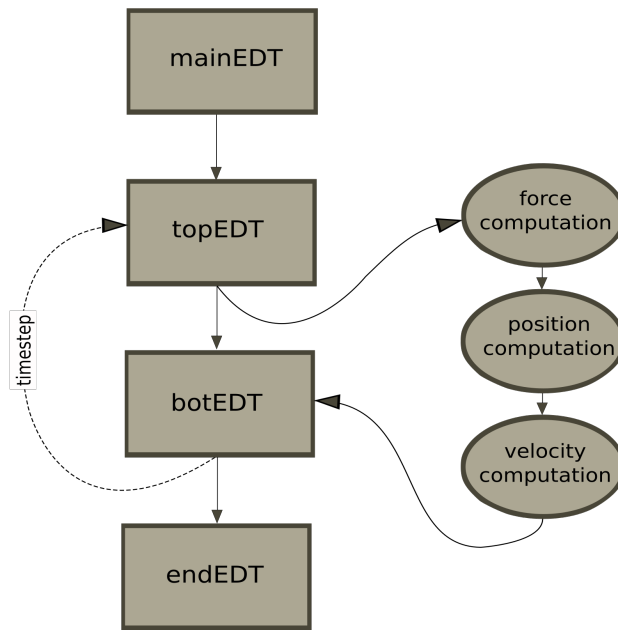 mainEDT
topEDT
force
computation
position
computation
timestep
botEDT
velocity
computation
endEDT